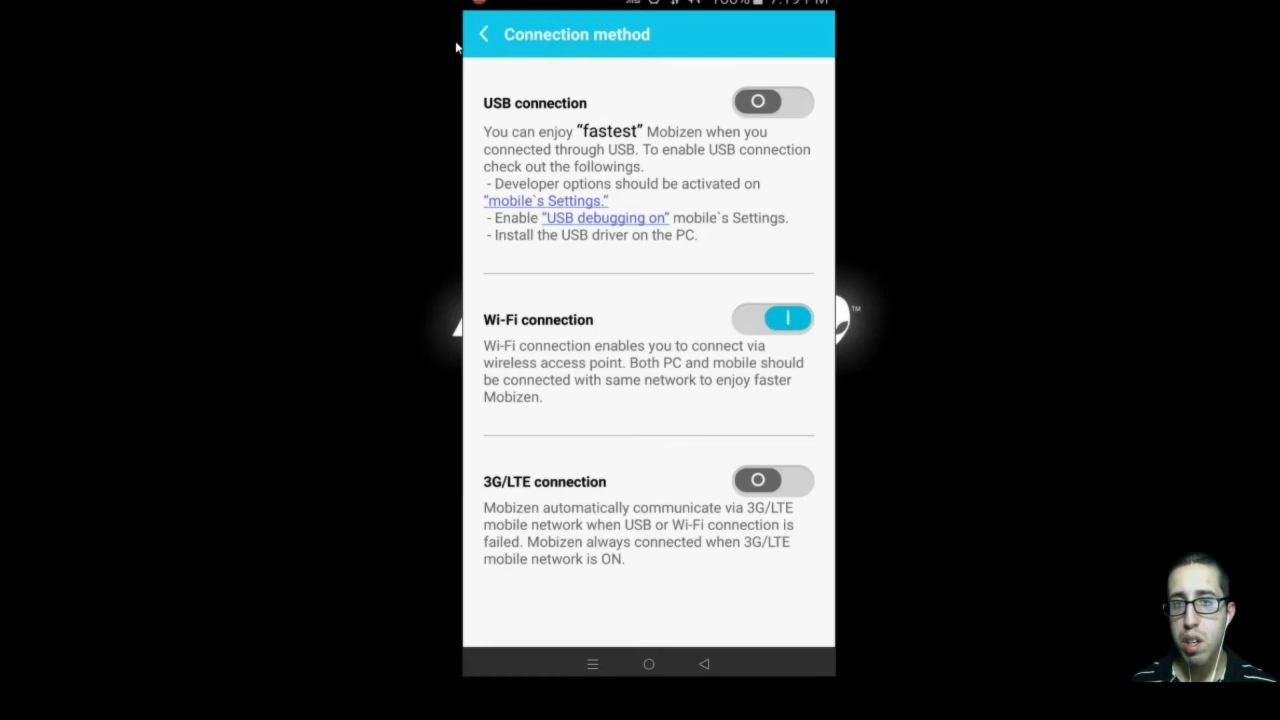 Connection method
USB connection
You can enjoy “fastest” Mobizen when you
connected through USB. To enable USB connection
check out the followings.
- Developer options should be activated on
“mobile`s Settings.”
- Enable “USB debugging on” mobile`s Settings.
- Install the USB driver on the PC.
Wi-Fi connection
Wi-Fi connection enables you to connect via
wireless access point. Both PC and mobile should
be connected with same network to enjoy faster
Mobizen.
3G/LTE connection
Mobizen automatically communicate via 3G/LTE
mobile network when USB or Wi-Fi connection is
failed. Mobizen always connected when 3G/LTE
mobile network is ON.
TM